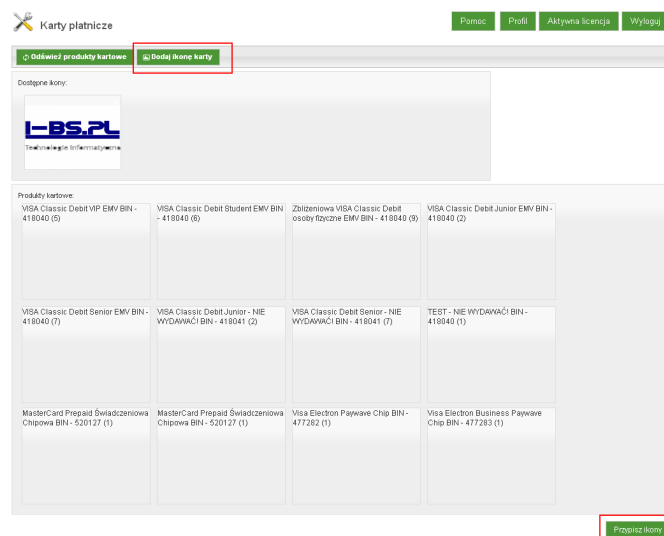 Karty płatnicze
Pomoc
Profil
Aktywna licencja
Wyloguj
Odśwież produkty kartowe
Dodaj ikonę karty
Dostępne ikony:
I-BS.PL
Technologie Informatyczne
Produkty kartowe:
VISA Classic Debit VIP EMV BIN -
418040 (5)
VISA Classic Debit Student EMV BIN
- 418040 (6)
Zbliżeniowa VISA Classic Debit
osoby fizyczne EMV BIN - 418040 (9)
VISA Classic Debit Junior EMV BIN -
418040 (2)
VISA Classic Debit Senior EMV BIN -
418040 (7)
VISA Classic Debit Junior - NIE
WYDAWAĆ! BIN - 418041 (2)
VISA Classic Debit Senior - NIE
WYDAWAĆ! BIN - 418041 (7)
TEST - NIE WYDAWAĆ! BIN -
418040 (1)
MasterCard Prepaid Świadczeniowa
Chipowa BIN - 520127 (1)
MasterCard Prepaid Świadczeniowa
Chipowa BIN - 520127 (1)
Visa Electron Paywave Chip BIN -
477282 (1)
Visa Electron Business Paywave
Chip BIN - 477283 (1)
Przypisz ikony